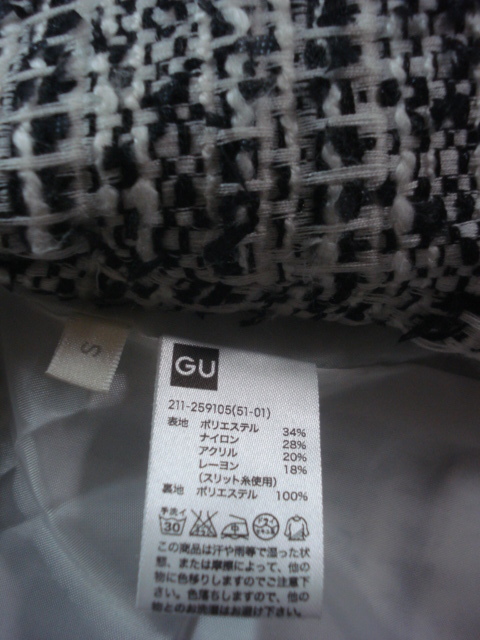 S
GU
211-259105(51-01)
表地 ポリエステル 34%
ナイロン 28%
アクリル 20%
レーヨン 18%
(スリット糸使用)
裏地 ポリエステル 100%
手洗イ
30
この商品は汗や雨等で湿った状
態、または摩擦によって、他の
物に色移りしますのでご注意下
さい。色落ちしますので、他の
物とのお洗濯はお避け下さい。